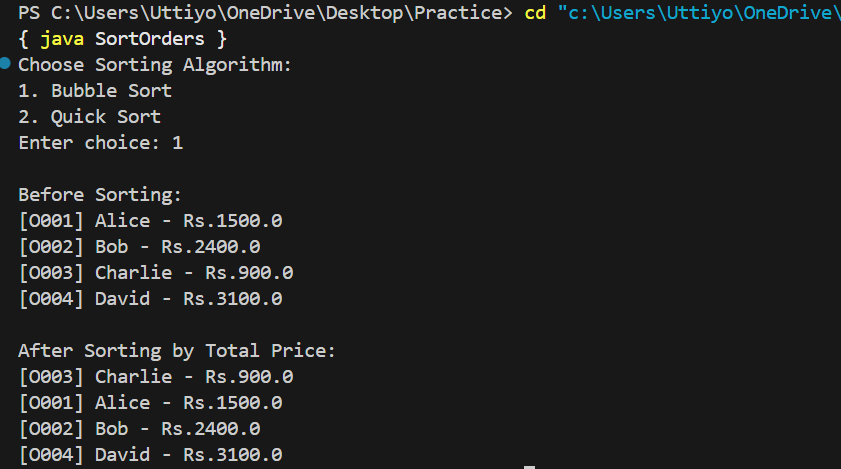 PS C:\Users\Uttiyo\OneDrive\Desktop\Practice> cd "c:\Users\Uttiyo\OneDrive\
{ java SortOrders }
Choose Sorting Algorithm:
1. Bubble Sort
2. Quick Sort
Enter choice: 1
Before Sorting:
[O001] Alice - Rs.1500.0
[O002] Bob - Rs.2400.0
[O003] Charlie - Rs.900.0
[O004] David - Rs.3100.0
After Sorting by Total Price:
[O003] Charlie - Rs.900.0
[O001] Alice - Rs.1500.0
[O002] Bob - Rs.2400.0
[O004] David - Rs.3100.0